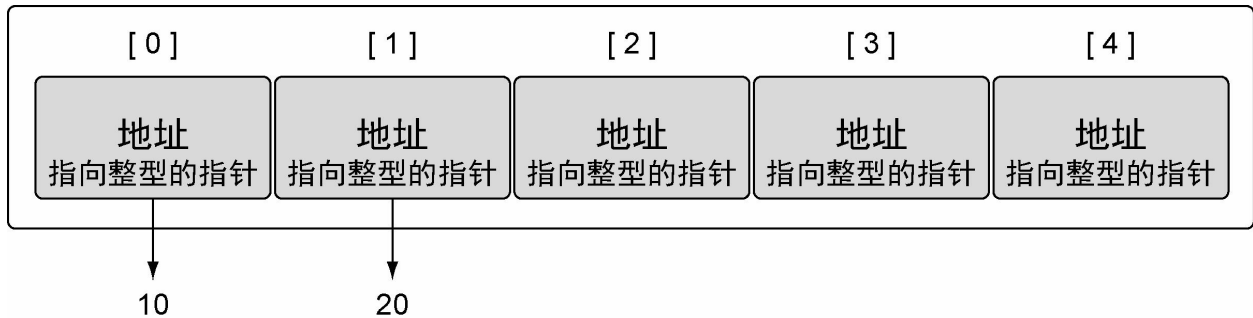 [ 0 ] [ 1 ] [ 2 ] [ 3 ] [ 4 ]
地址 地址 地址 地址 地址
指向整型的指针 指向整型的指针 指向整型的指针 指向整型的指针 指向整型的指针
10 20